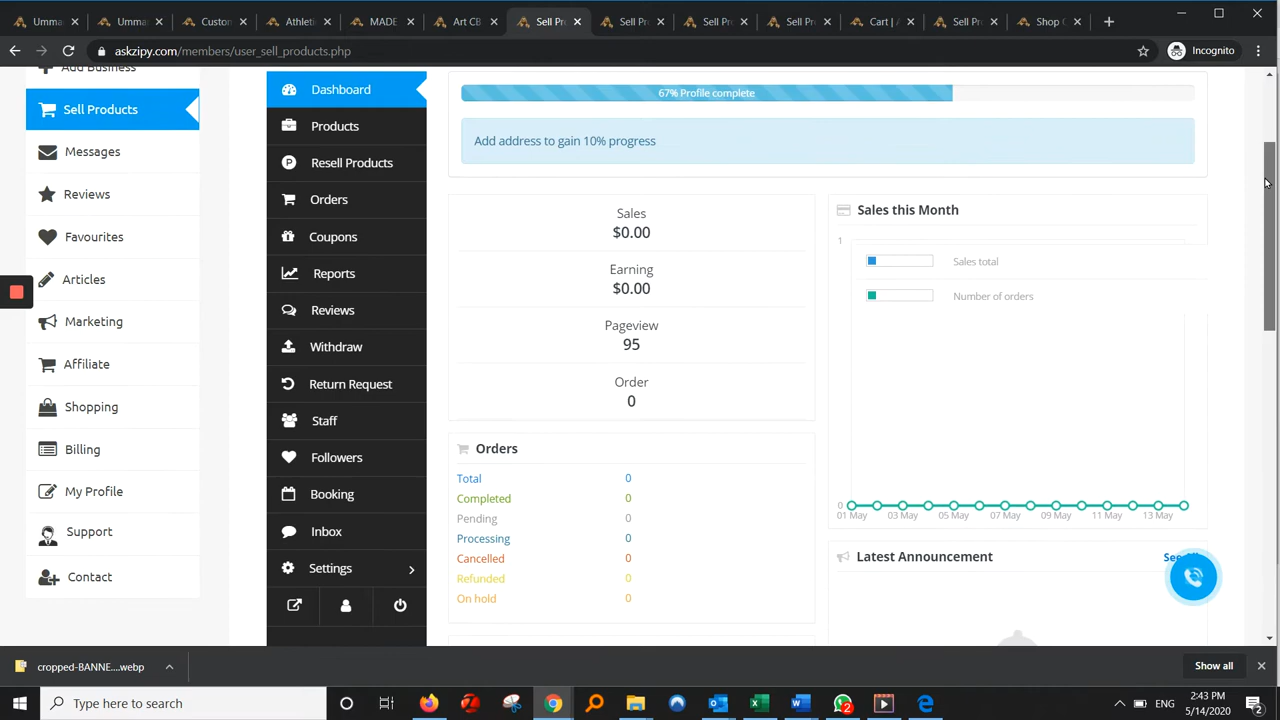 Umma
Umma
Custon
Athleti
MADE
Art CB
Sell Pr
Sell Pr
Sell Pr
Sell Pr
Cart | A
Sell Pr
Shop C
askzipy.com/members/user_sell_products.php
Incognito
Add Business
Sell Products
Messages
Reviews
Favourites
Articles
Marketing
Affiliate
Shopping
Billing
My Profile
Support
Contact
Dashboard
Products
Resell Products
Orders
Coupons
Reports
Reviews
Withdraw
Return Request
Staff
Followers
Booking
Inbox
Settings
67% Profile complete
Add address to gain 10% progress
Sales
$0.00
Earning
$0.00
Pageview
95
Order
0
Orders
Total 0
Completed 0
Pending 0
Processing 0
Cancelled 0
Refunded 0
On hold 0
Sales this Month
1
Sales total
Number of orders
0
01 May 03 May 05 May 07 May 09 May 11 May 13 May
Latest Announcement
cropped-BANNE....webp
Show all
Type here to search
2
ENG
2:43 PM
5/14/2020
2